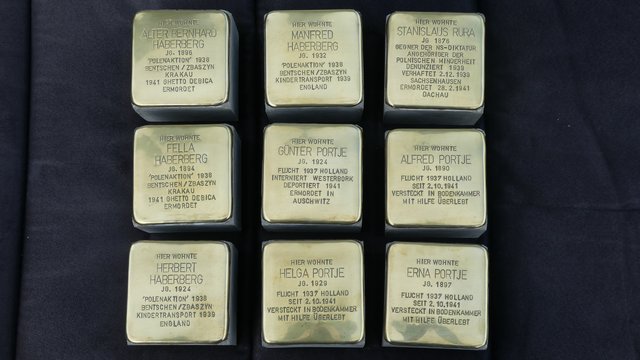 HIER WOHNTE
ALTER BERNHARD
HABERBERG
JG. 1896
'POLENAKTION' 1938
BENTSCHEN/ZBASZYN
KRAKAU
1941 GHETTO DEBICA
ERMORDET
HIER WOHNTE
MANFRED
HABERBERG
JG. 1932
'POLENAKTION' 1938
BENTSCHEN/ZBASZYN
KINDERTRANSPORT 1939
ENGLAND
HIER WOHNTE
STANISLAUS RURA
JG. 1878
GEGNER DER NS-DIKTATUR
ANGEHÖRIGER DER
POLNISCHEN MINDERHEIT
DENUNZIERT 1939
VERHAFTET 2.12.1939
SACHSENHAUSEN
ERMORDET 28.2.1941
DACHAU
HIER WOHNTE
FELLA
HABERBERG
JG. 1894
'POLENAKTION' 1938
BENTSCHEN/ZBASZYN
KRAKAU
1941 GHETTO DEBICA
ERMORDET
HIER WOHNTE
GÜNTER PORTJE
JG. 1924
FLUCHT 1937 HOLLAND
INTERNIERT WESTERBORK
DEPORTIERT 1941
ERMORDET IN
AUSCHWITZ
HIER WOHNTE
ALFRED PORTJE
JG. 1890
FLUCHT 1937 HOLLAND
SEIT 2.10.1941
VERSTECKT IN BODENKAMMER
MIT HILFE ÜBERLEBT
HIER WOHNTE
HERBERT
HABERBERG
JG. 1924
'POLENAKTION' 1938
BENTSCHEN/ZBASZYN
KINDERTRANSPORT 1939
ENGLAND
HIER WOHNTE
HELGA PORTJE
JG. 1929
FLUCHT 1937 HOLLAND
SEIT 2.10.1941
VERSTECKT IN BODENKAMMER
MIT HILFE ÜBERLEBT
HIER WOHNTE
ERNA PORTJE
JG. 1897
FLUCHT 1937 HOLLAND
SEIT 2.10.1941
VERSTECKT IN BODENKAMMER
MIT HILFE ÜBERLEBT